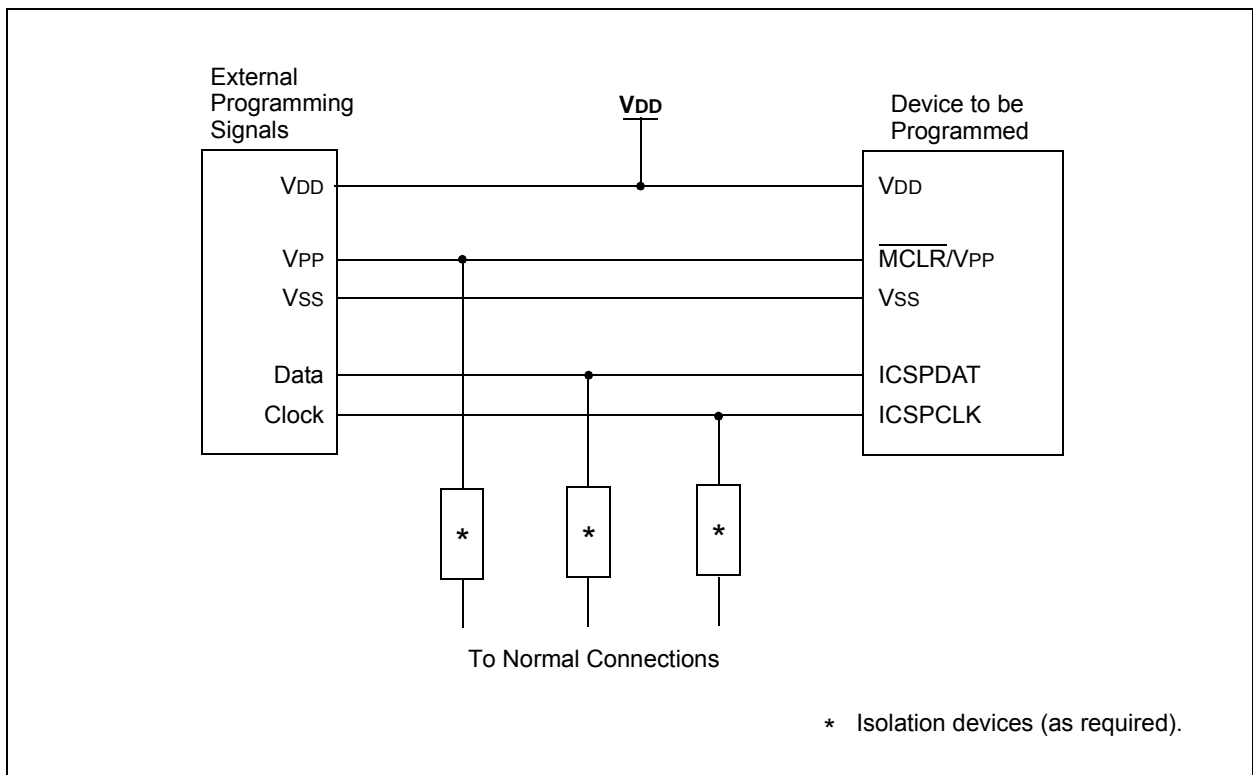 External
Programming
Signals
VDD
Device to be
Programmed
VDD
VDD
VPP
MCLR/VPP
VSS
VSS
Data
ICSPDAT
Clock
ICSPCLK
*
*
*
To Normal Connections
* Isolation devices (as required).